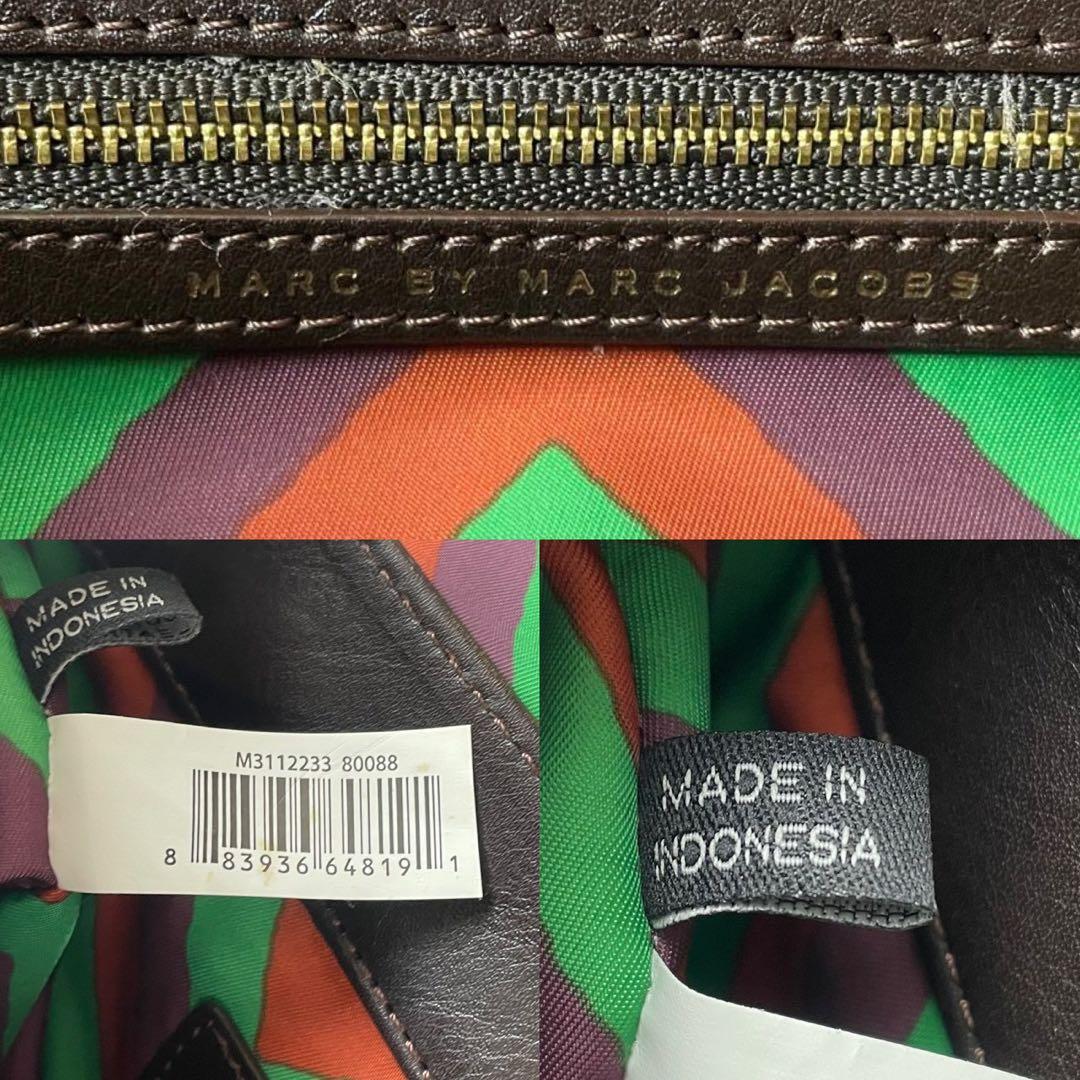 MARC BY MARC JACOBS
MADE IN
INDONESIA
M3112233 80088
8 83936 64819 1
MADE IN
INDONESIA